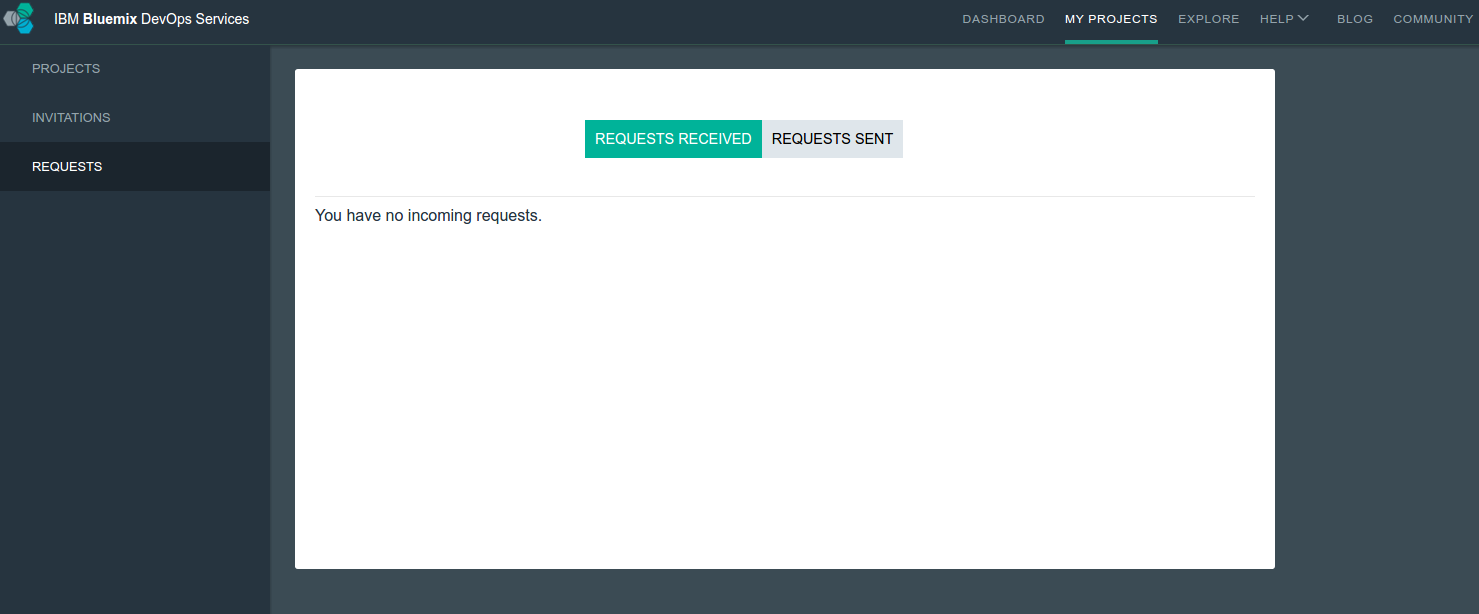 IBM Bluemix DevOps Services
DASHBOARD MY PROJECTS EXPLORE HELP BLOG COMMUNITY
PROJECTS
INVITATIONS
REQUESTS
REQUESTS RECEIVED REQUESTS SENT
You have no incoming requests.